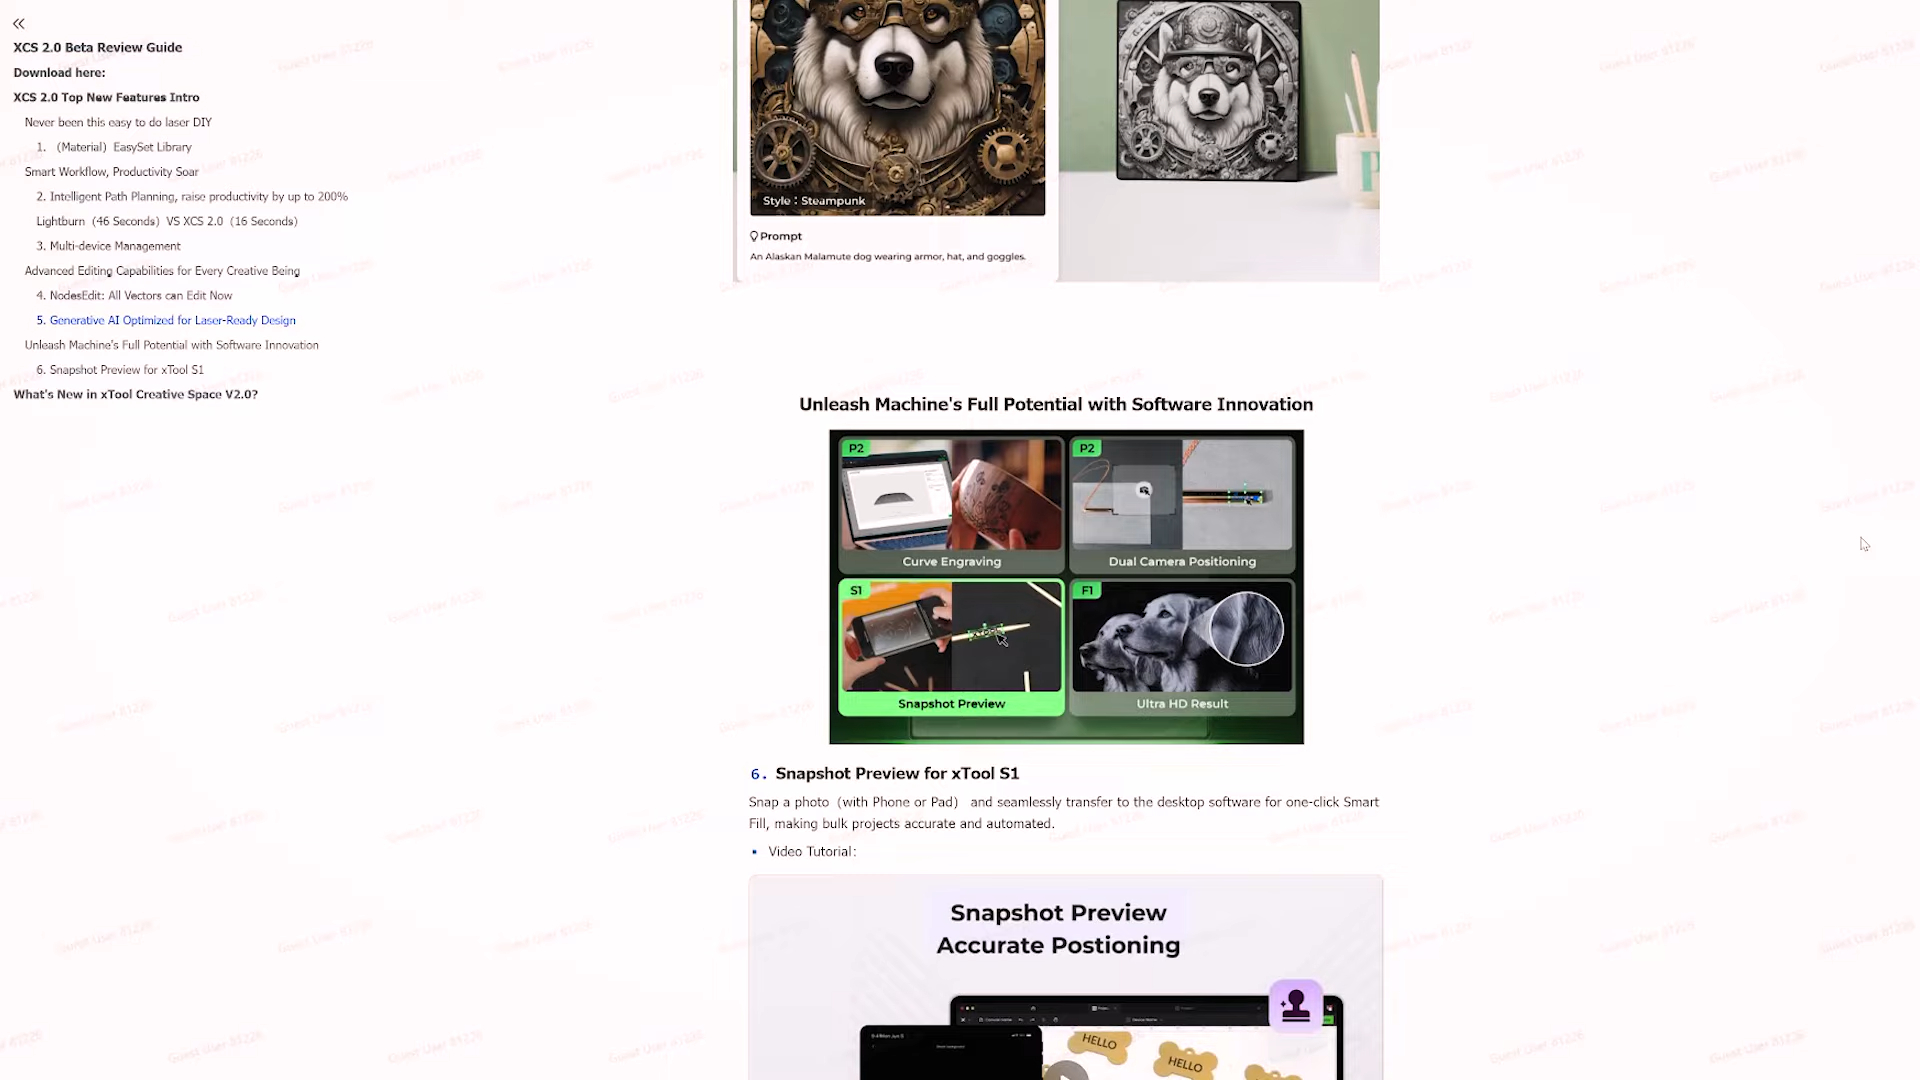 XCS 2.0 Beta Review Guide
Download here:
XCS 2.0 Top New Features Intro
Never been this easy to do laser DIY
1. (Material) EasySet Library
Smart Workflow, Productivity Soar
2. Intelligent Path Planning, raise productivity by up to 200%
Lightburn (46 Seconds) VS XCS 2.0 (16 Seconds)
3. Multi-device Management
Advanced Editing Capabilities for Every Creative Being
4. NodesEdit: All Vectors can Edit Now
5. Generative AI Optimized for Laser-Ready Design
Unleash Machine's Full Potential with Software Innovation
6. Snapshot Preview for xTool S1
What's New in xTool Creative Space V2.0?
Style : Steampunk
Prompt
An Alaskan Malamute dog wearing armor, hat, and goggles.
Unleash Machine's Full Potential with Software Innovation
P2
Curve Engraving
P2
Dual Camera Positioning
S1
xTool
Snapshot Preview
F1
Ultra HD Result
6. Snapshot Preview for xTool S1
Snap a photo (with Phone or Pad) and seamlessly transfer to the desktop software for one-click Smart
Fill, making bulk projects accurate and automated.
▪ Video Tutorial:
Snapshot Preview
Accurate Postioning
HELLO
HELLO
Guest User 81226